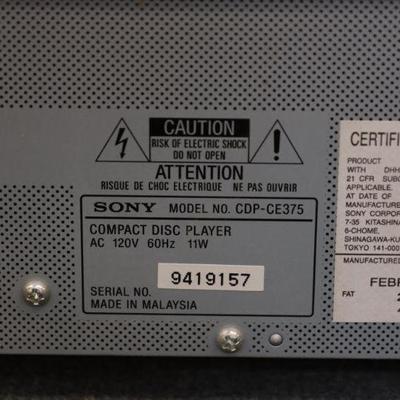 CAUTION
RISK OF ELECTRIC SHOCK
DO NOT OPEN
ATTENTION
RISQUE DE CHOC ELECTRIQUE NE PAS OUVRIR
SONY MODEL NO. CDP-CE375
COMPACT DISC PLAYER
AC 120V 60Hz 11W
9419157
SERIAL NO.
MADE IN MALAYSIA
CERTIFI
PRODUCT
WITH DHH
21 CFR SUBC
APPLICABLE.
AT DATE OF
MANUFACTURE
SONY CORPOR
7-35 KITASHINA
6-CHOME,
SHINAGAWA-KU
TOKYO 141-000
MANUFACTURED
FEBR
FAT